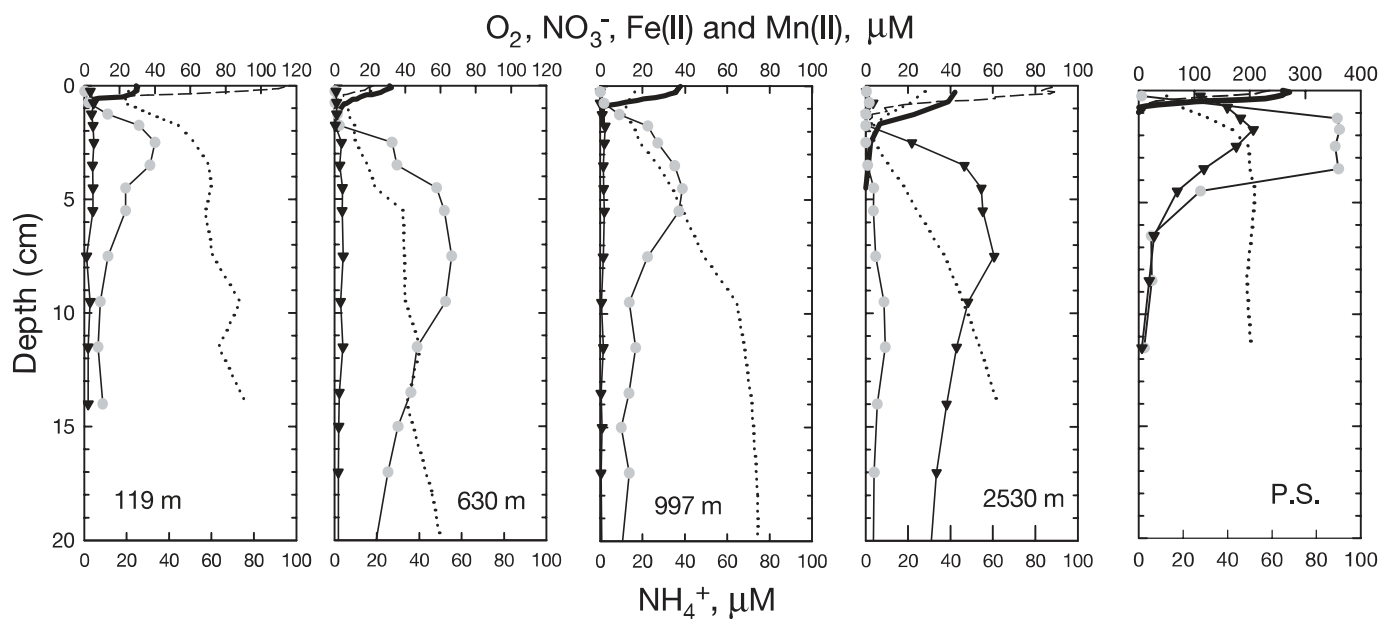 O₂, NO₃⁻, Fe(II) and Mn(II), μM
0 20 40 60 80 100 120
0 20 40 60 80 100 120
0 20 40 60 80 100
0 20 40 60 80 100
0 100 200 300 400
Depth (cm)
0
5
10
15
20
119 m
630 m
997 m
2530 m
P.S.
0 20 40 60 80 100
0 20 40 60 80 100
0 20 40 60 80 100
0 20 40 60 80 100
0 20 40 60 80 100
NH₄⁺, μM